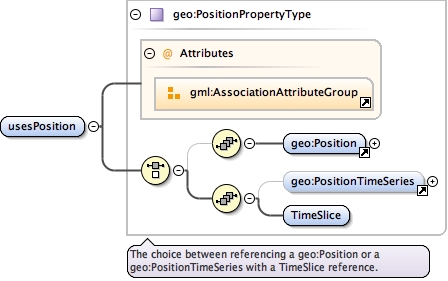 geo:PositionPropertyType
@ Attributes
gml:AssociationAttributeGroup
usesPosition
geo:Position
geo:PositionTimeSeries
TimeSlice
The choice between referencing a geo:Position or a
geo:PositionTimeSeries with a TimeSlice reference.